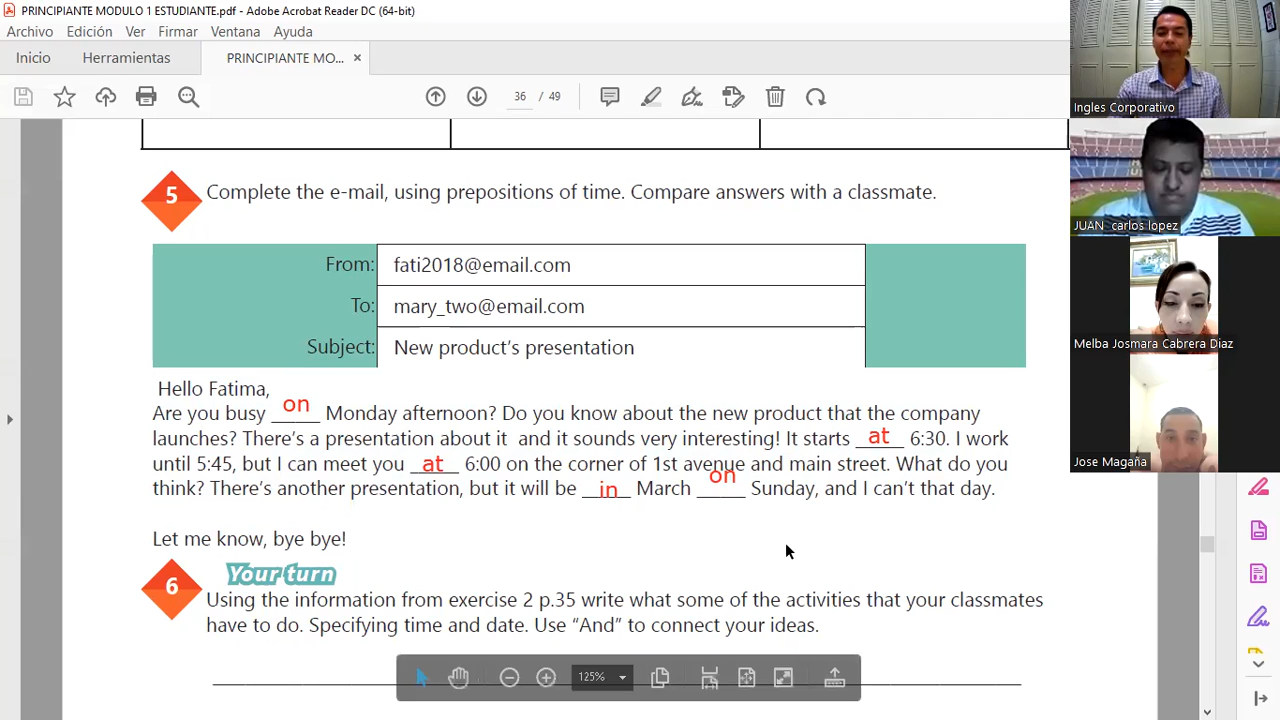 PRINCIPIANTE MODULO 1 ESTUDIANTE.pdf - Adobe Acrobat Reader DC (64-bit)
Archivo Edición Ver Firmar Ventana Ayuda
Inicio Herramientas PRINCIPIANTE MO... ×
36 / 49
5 Complete the e-mail, using prepositions of time. Compare answers with a classmate.
From: fati2018@email.com
To: mary_two@email.com
Subject: New product's presentation
Hello Fatima,
Are you busy on Monday afternoon? Do you know about the new product that the company
launches? There's a presentation about it and it sounds very interesting! It starts at 6:30. I work
until 5:45, but I can meet you at 6:00 on the corner of 1st avenue and main street. What do you
think? There's another presentation, but it will be in March on Sunday, and I can't that day.
Let me know, bye bye!
6 Your turn
Using the information from exercise 2 p.35 write what some of the activities that your classmates
have to do. Specifying time and date. Use “And” to connect your ideas.
125%
Ingles Corporativo
JUAN carlos lopez
Melba Josmara Cabrera Diaz
Jose Magaña